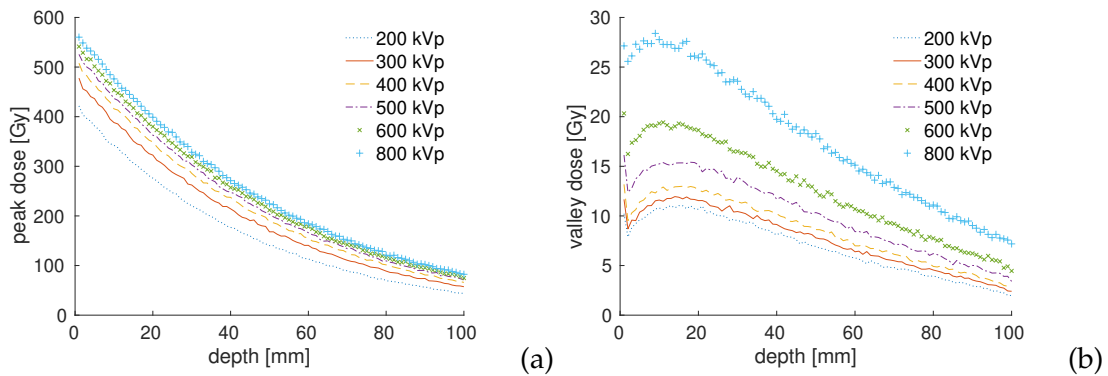 600
500
400
300
200
100
0
peak dose [Gy]
0 20 40 60 80 100
depth [mm]
200 kVp
300 kVp
400 kVp
500 kVp
600 kVp
800 kVp
(a)
30
25
20
15
10
5
0
valley dose [Gy]
0 20 40 60 80 100
depth [mm]
200 kVp
300 kVp
400 kVp
500 kVp
600 kVp
800 kVp
(b)